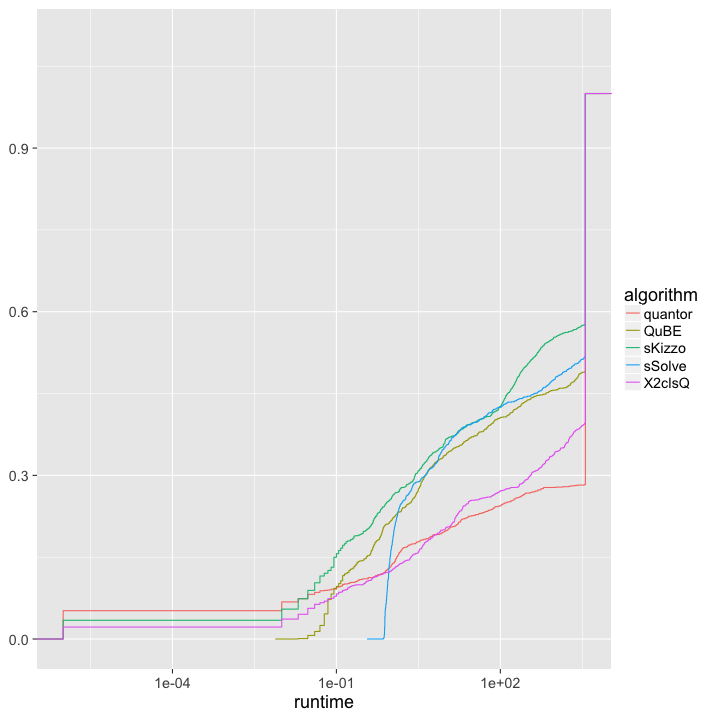 0.9
0.6
0.3
0.0
1e-04 1e-01 1e+02
runtime
algorithm
quantor
QuBE
sKizzo
sSolve
X2clsQ